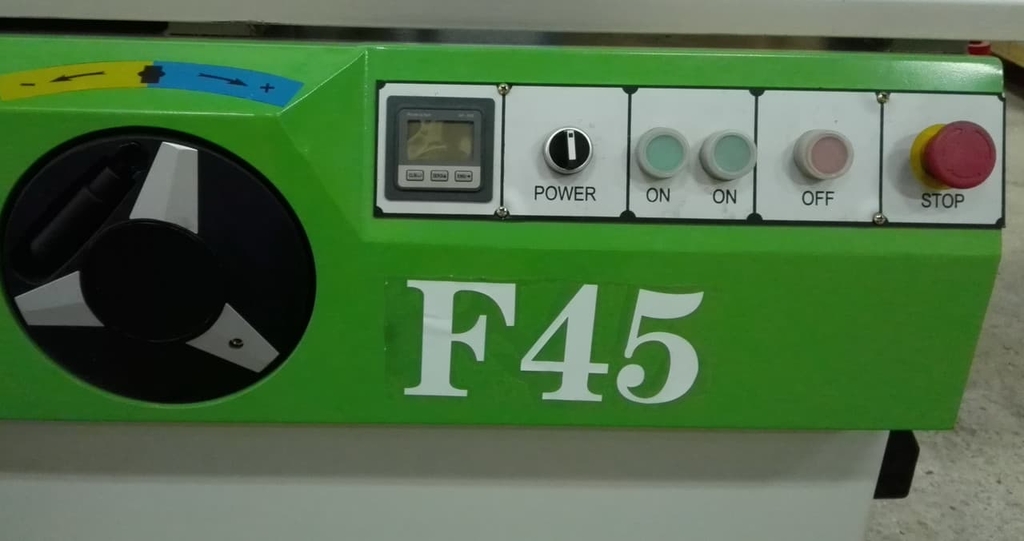 - +
POWER
ON
ON
OFF
STOP
F45